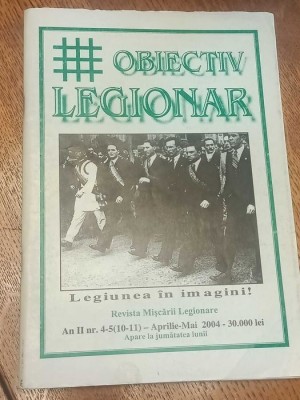 OBIECTIV
LEGIONAR
Legiunea în imagini!
Revista Mişcării Legionare
An II nr. 4-5(10-11) – Aprilie-Mai 2004 - 30.000 lei
Apare la jumătatea lunii